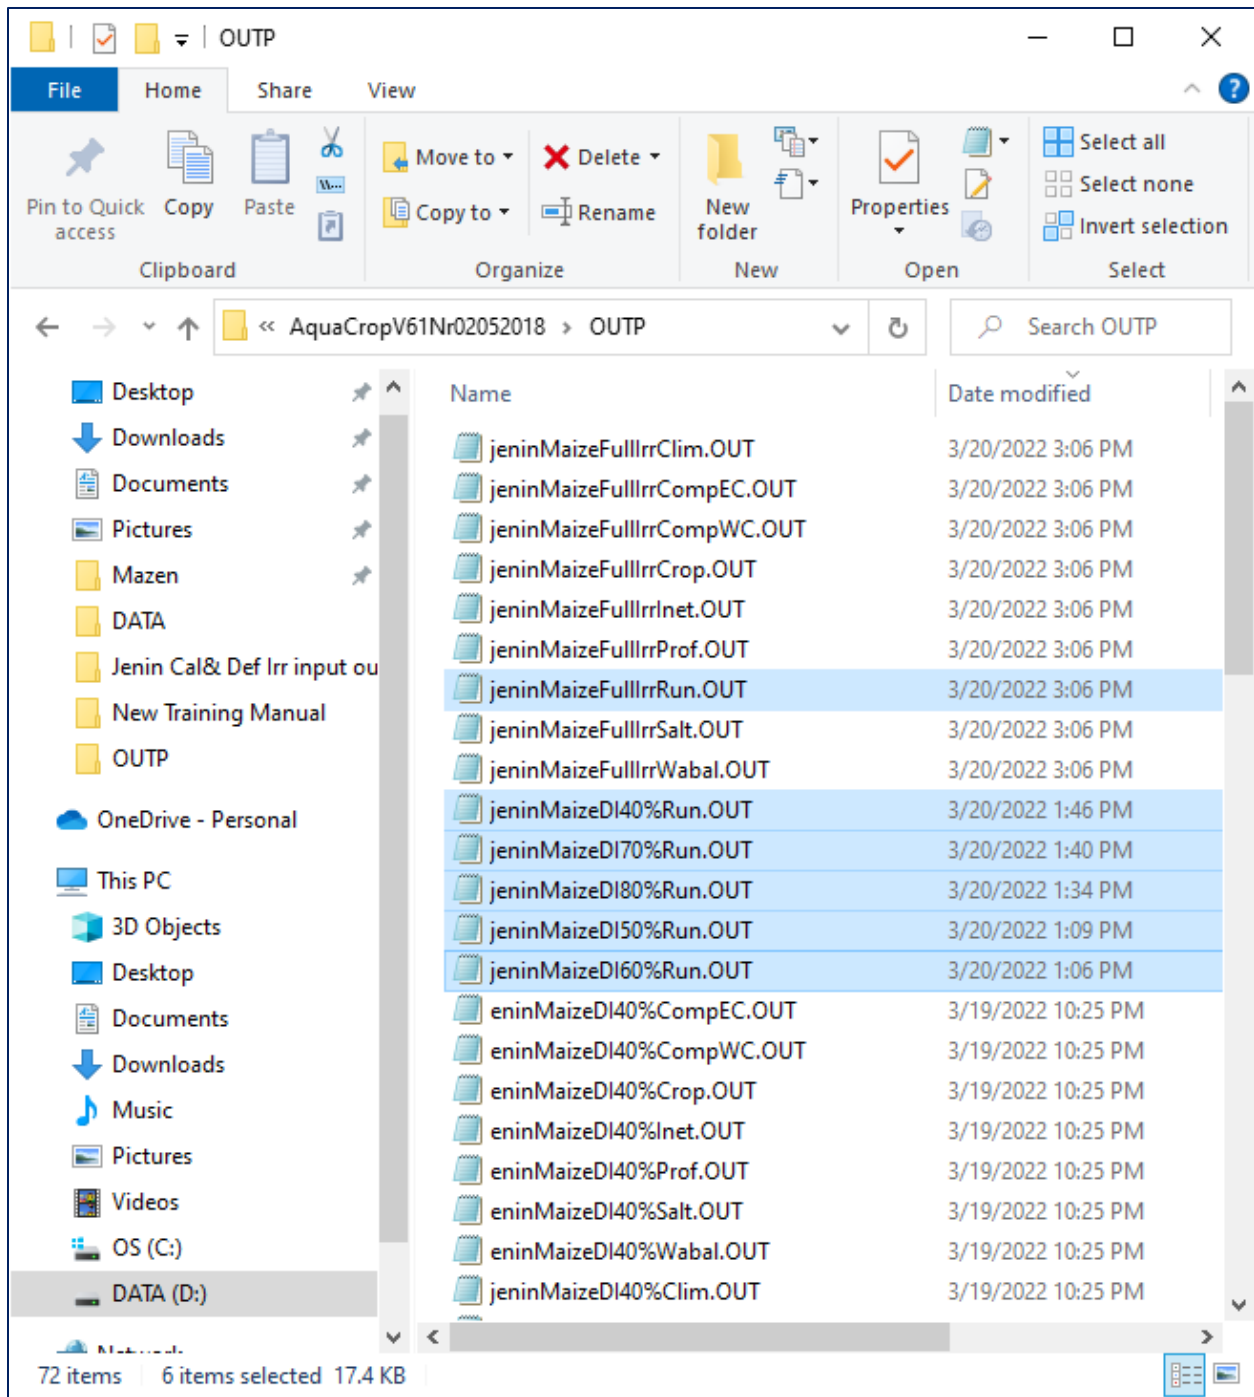 OUTP
File Home Share View
Pin to Quick access Copy Paste
Clipboard
Move to
Copy to
Delete
Rename
Organize
New folder
New
Properties
Open
Select all
Select none
Invert selection
Select
« AquaCropV61Nr02052018 > OUTP
Search OUTP
Desktop
Downloads
Documents
Pictures
Mazen
DATA
Jenin Cal& Def Irr input ou
New Training Manual
OUTP
OneDrive - Personal
This PC
3D Objects
Desktop
Documents
Downloads
Music
Pictures
Videos
OS (C:)
DATA (D:)
Name Date modified
jeninMaizeFullIrrClim.OUT 3/20/2022 3:06 PM
jeninMaizeFullIrrCompEC.OUT 3/20/2022 3:06 PM
jeninMaizeFullIrrCompWC.OUT 3/20/2022 3:06 PM
jeninMaizeFullIrrCrop.OUT 3/20/2022 3:06 PM
jeninMaizeFullIrrInet.OUT 3/20/2022 3:06 PM
jeninMaizeFullIrrProf.OUT 3/20/2022 3:06 PM
jeninMaizeFullIrrRun.OUT 3/20/2022 3:06 PM
jeninMaizeFullIrrSalt.OUT 3/20/2022 3:06 PM
jeninMaizeFullIrrWabal.OUT 3/20/2022 3:06 PM
jeninMaizeDI40%Run.OUT 3/20/2022 1:46 PM
jeninMaizeDI70%Run.OUT 3/20/2022 1:40 PM
jeninMaizeDI80%Run.OUT 3/20/2022 1:34 PM
jeninMaizeDI50%Run.OUT 3/20/2022 1:09 PM
jeninMaizeDI60%Run.OUT 3/20/2022 1:06 PM
eninMaizeDI40%CompEC.OUT 3/19/2022 10:25 PM
eninMaizeDI40%CompWC.OUT 3/19/2022 10:25 PM
eninMaizeDI40%Crop.OUT 3/19/2022 10:25 PM
eninMaizeDI40%Inet.OUT 3/19/2022 10:25 PM
eninMaizeDI40%Prof.OUT 3/19/2022 10:25 PM
eninMaizeDI40%Salt.OUT 3/19/2022 10:25 PM
eninMaizeDI40%Wabal.OUT 3/19/2022 10:25 PM
jeninMaizeDI40%Clim.OUT 3/19/2022 10:25 PM
72 items 6 items selected 17.4 KB